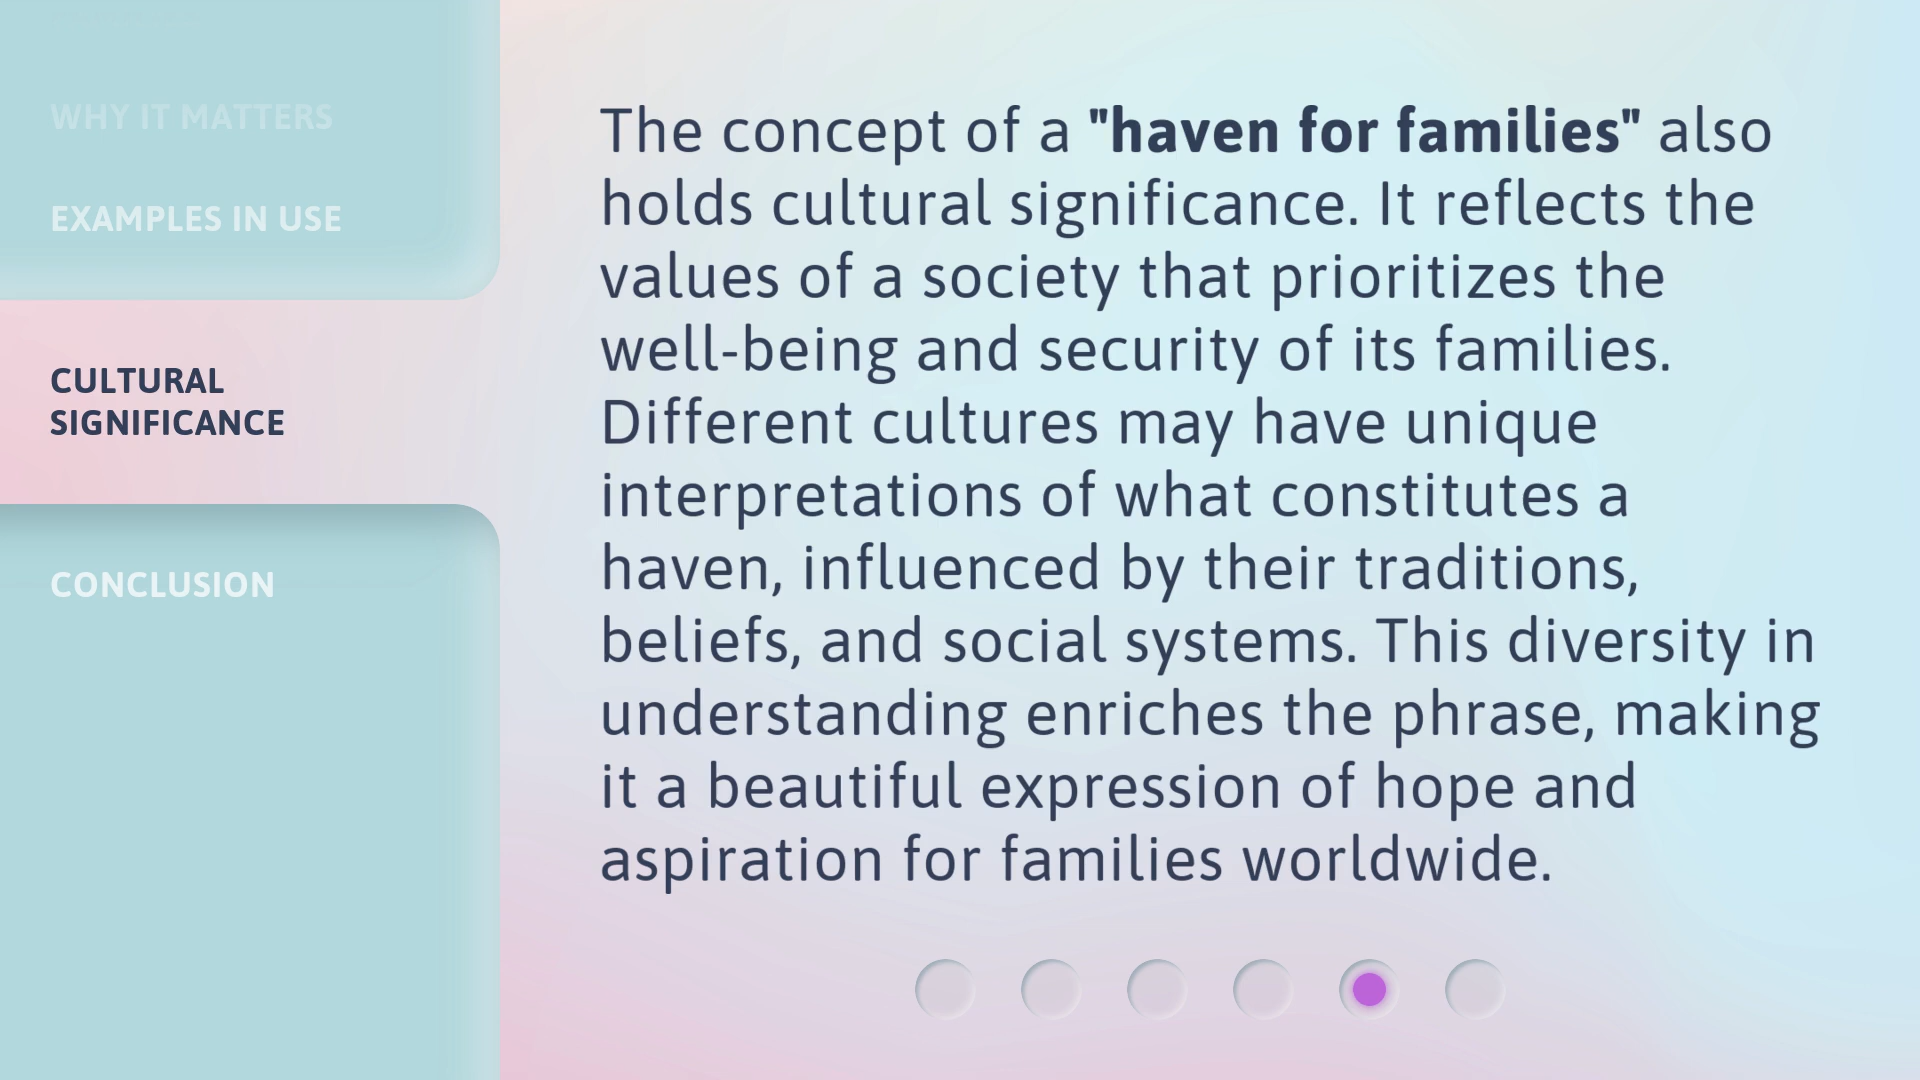 WHY IT MATTERS
EXAMPLES IN USE
CULTURAL
SIGNIFICANCE
CONCLUSION
The concept of a "haven for families" also
holds cultural significance. It reflects the
values of a society that prioritizes the
well-being and security of its families.
Different cultures may have unique
interpretations of what constitutes a
haven, influenced by their traditions,
beliefs, and social systems. This diversity in
understanding enriches the phrase, making
it a beautiful expression of hope and
aspiration for families worldwide.